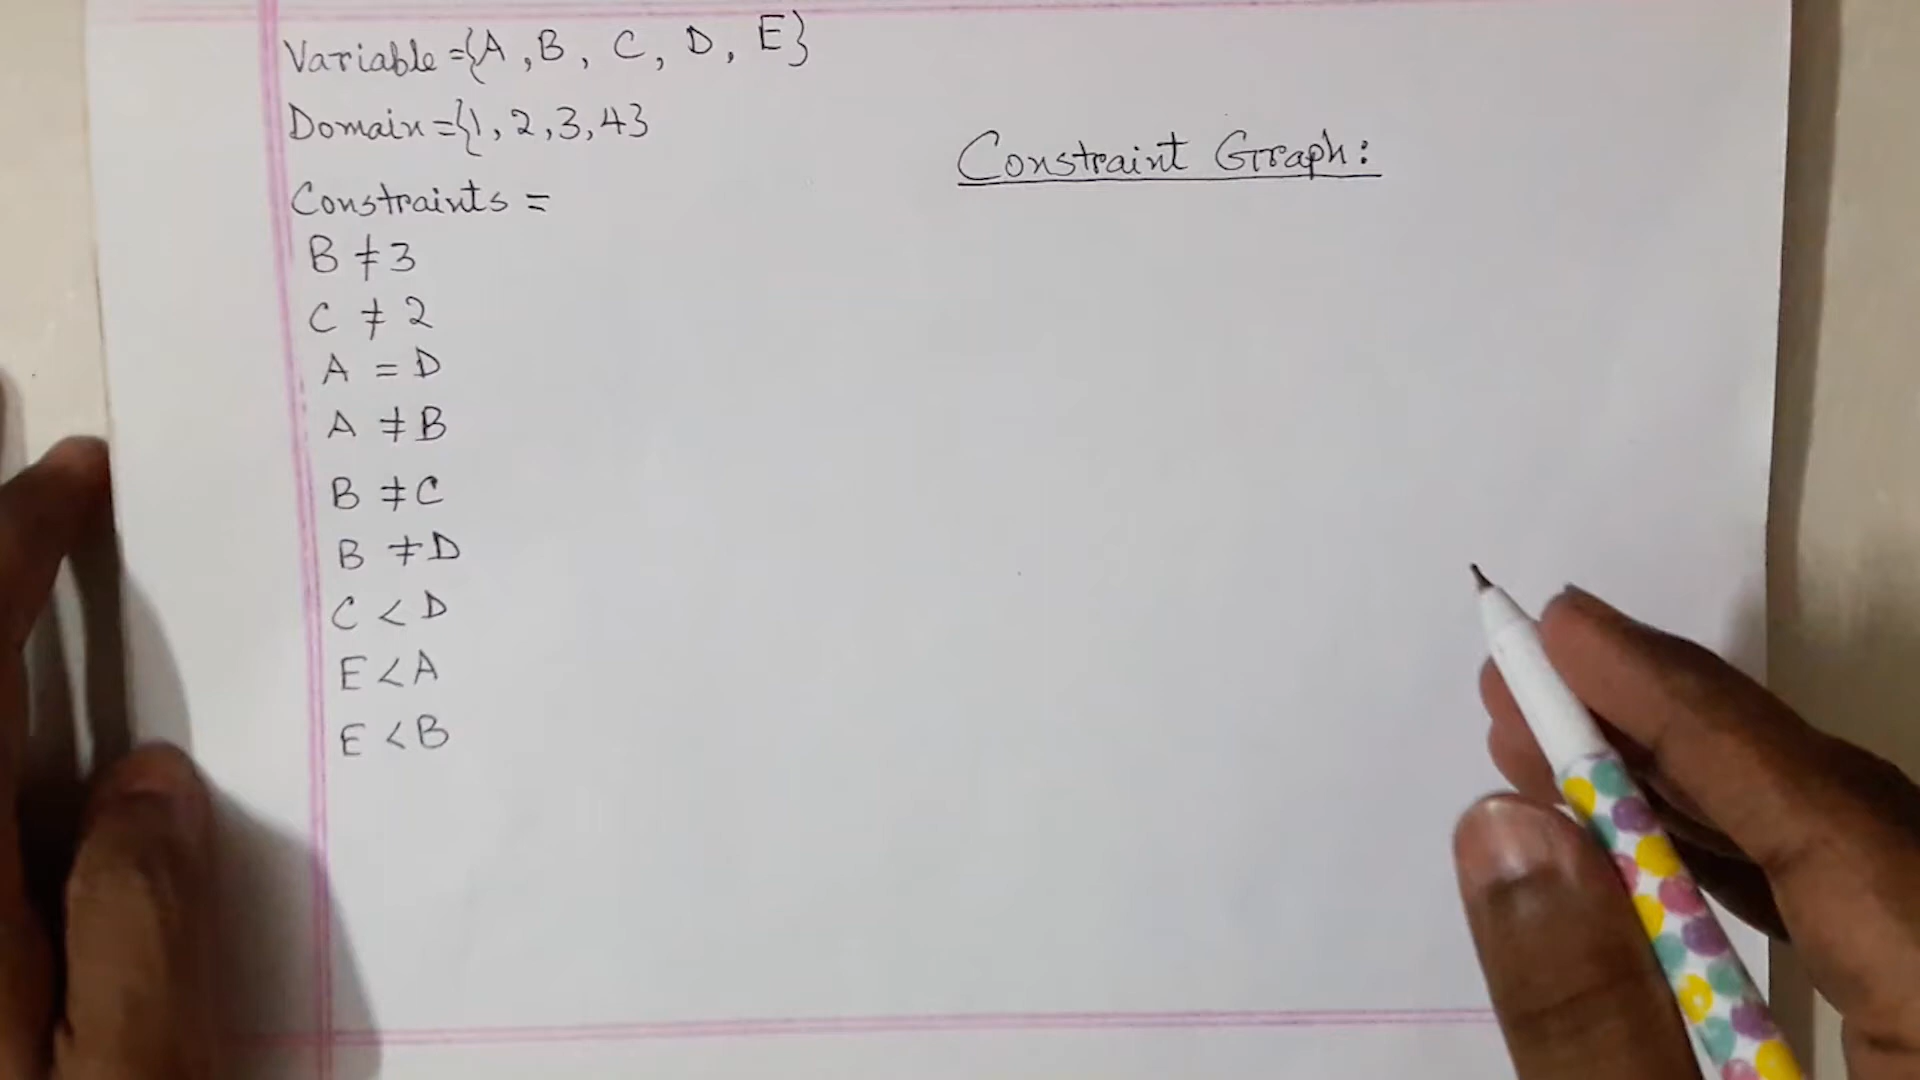 Variable = {A, B, C, D, E}
Domain = {1, 2, 3, 4}
Constraint Graph:
Constraints =
B ≠ 3
C ≠ 2
A = D
A ≠ B
B ≠ C
B ≠ D
C < D
E < A
E < B